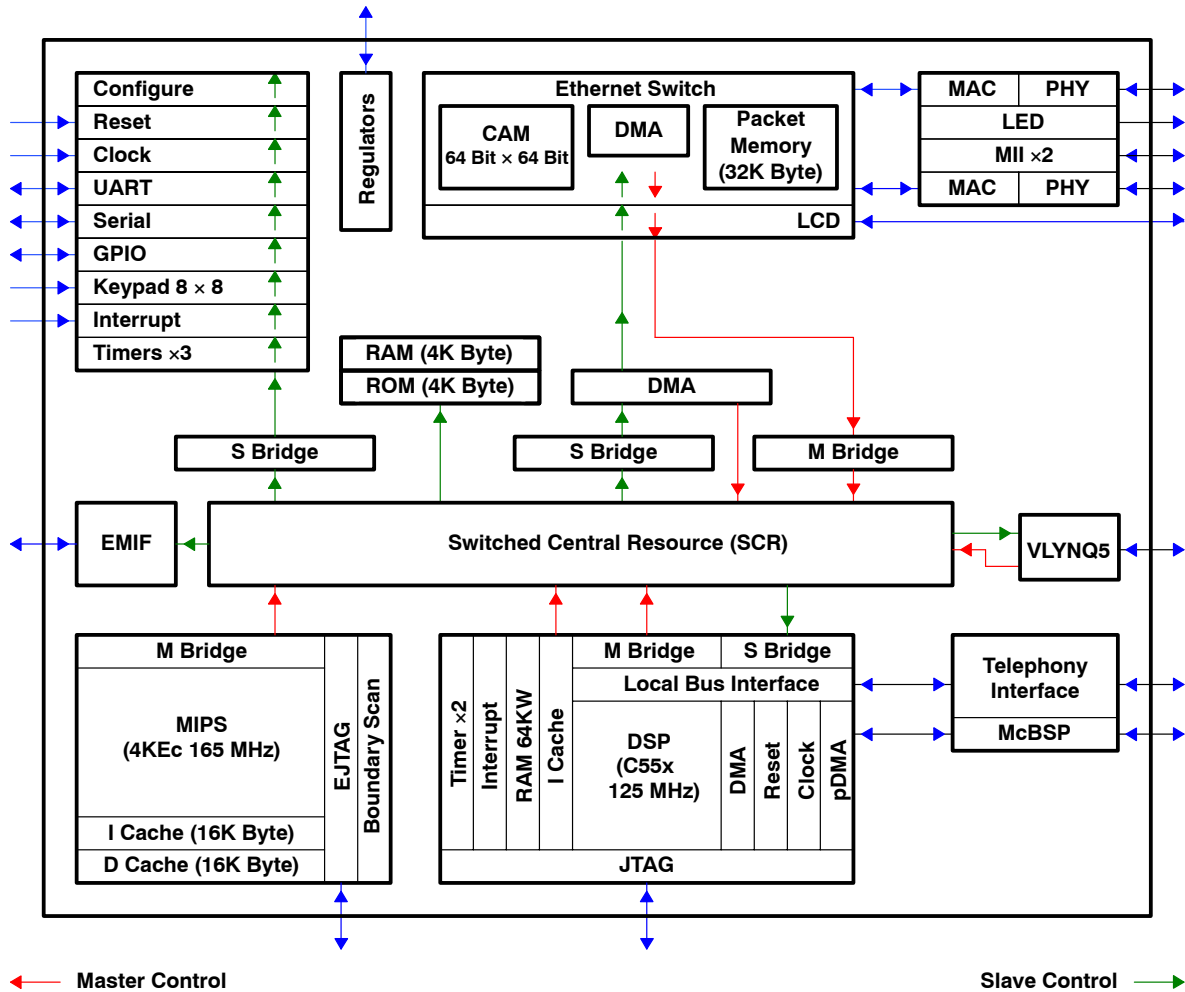 Configure
Reset
Clock
UART
Serial
GPIO
Keypad 8 × 8
Interrupt
Timers ×3
Regulators
Ethernet Switch
CAM
64 Bit × 64 Bit
DMA
Packet
Memory
(32K Byte)
LCD
MAC
PHY
LED
MII ×2
MAC
PHY
RAM (4K Byte)
ROM (4K Byte)
DMA
S Bridge
S Bridge
M Bridge
EMIF
Switched Central Resource (SCR)
VLYNQ5
M Bridge
MIPS
(4KEc 165 MHz)
I Cache (16K Byte)
D Cache (16K Byte)
EJTAG
Boundary Scan
Timer ×2
Interrupt
RAM 64KW
I Cache
M Bridge
S Bridge
Local Bus Interface
DSP
(C55x
125 MHz)
DMA
Reset
Clock
pDMA
JTAG
Telephony
Interface
McBSP
Master Control
Slave Control